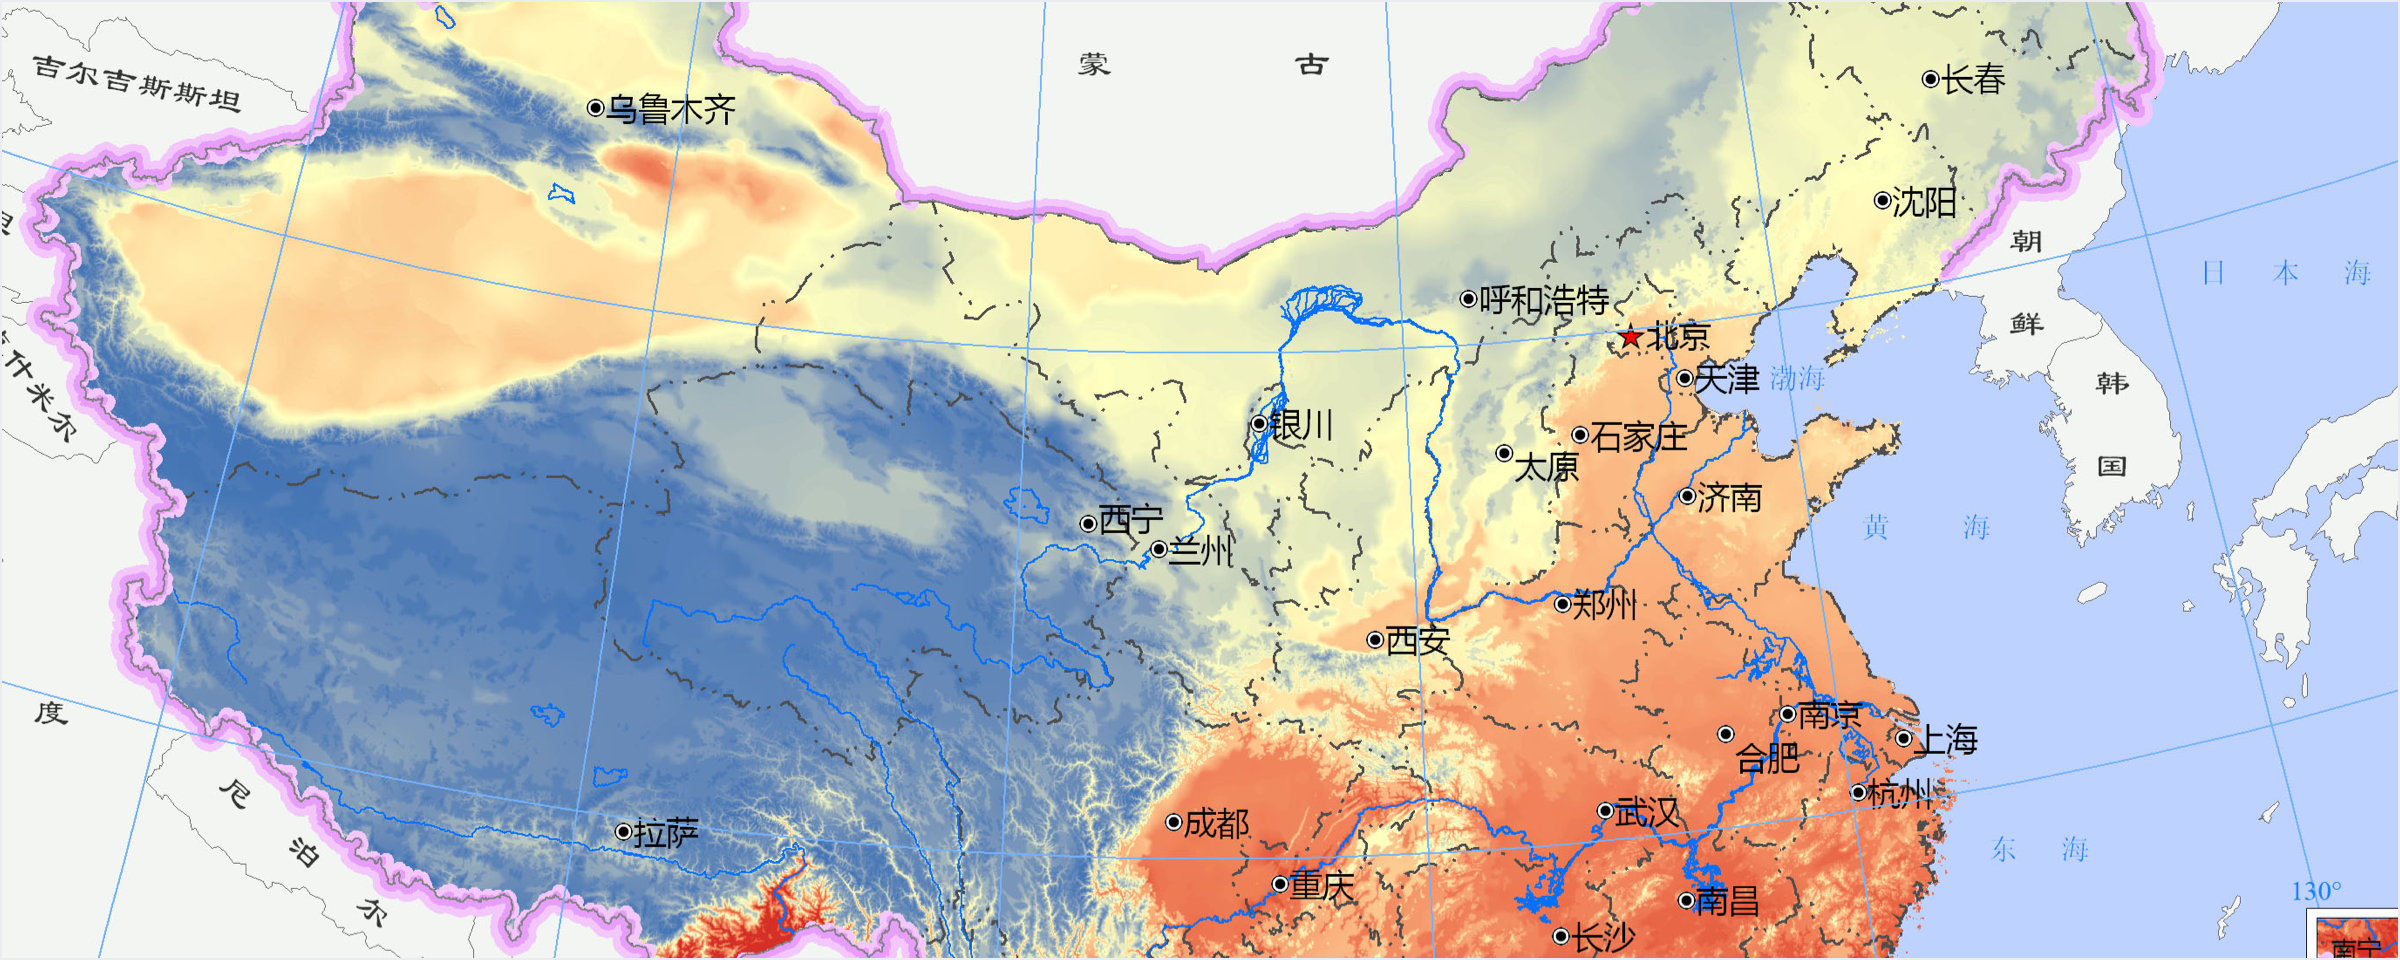 吉尔吉斯斯坦
蒙古
长春
乌鲁木齐
沈阳
朝鲜
日本海
呼和浩特
北京
天津
渤海
韩国
什米尔
银川
石家庄
太原
济南
黄海
西宁
兰州
郑州
西安
度
南京
上海
合肥
尼泊尔
杭州
武汉
成都
拉萨
东海
重庆
130°
南昌
长沙
南宁